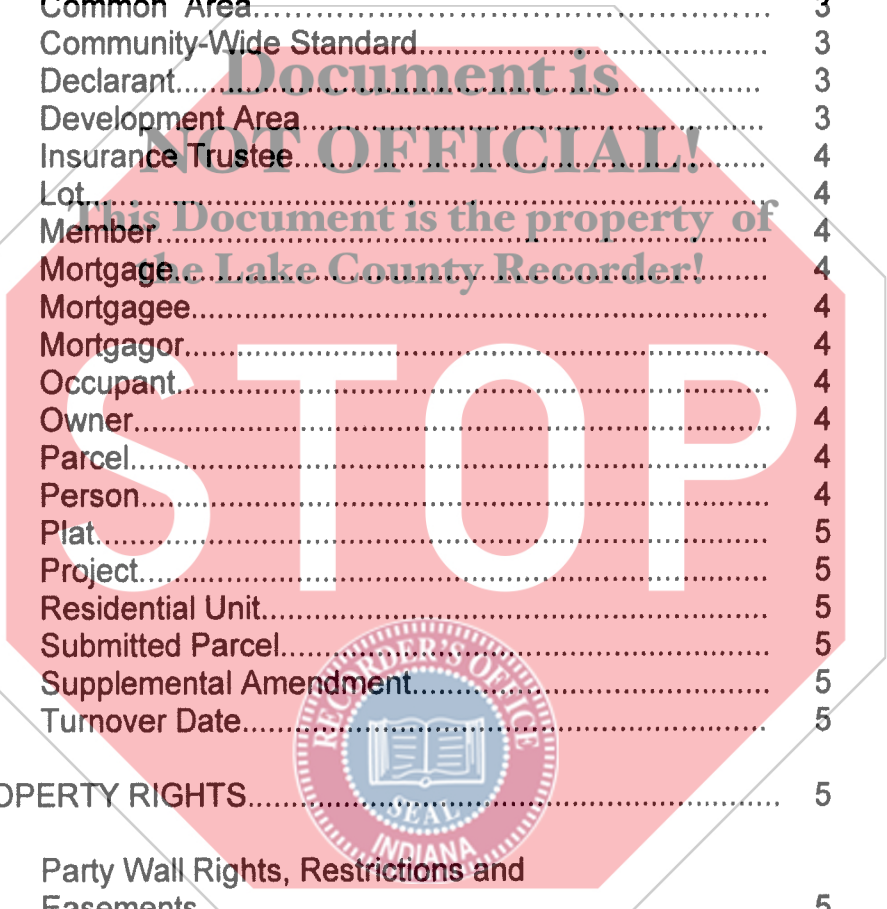 Common Area.......................................................... 3
Community-Wide Standard....................................... 3
Document is
Declarant................................................................. 3
Development Area.................................................... 3
NOT OFFICIAL!
Insurance Trustee..................................................... 4
Lot........................................................................... 4
This Document is the property of
Member.................................................................... 4
the Lake County Recorder!
Mortgage.................................................................. 4
Mortgagee................................................................ 4
Mortgagor................................................................. 4
Occupant.................................................................. 4
Owner...................................................................... 4
Parcel....................................................................... 4
Person...................................................................... 4
STOP
Plat.......................................................................... 5
Project...................................................................... 5
Residential Unit......................................................... 5
Submitted Parcel....................................................... 5
Supplemental Amendment........................................ 5
Turnover Date........................................................... 5
RECORDER'S OFFICE
SEAL
INDIANA
OPERTY RIGHTS........................................................... 5
Party Wall Rights, Restrictions and
Easements................................................................ 5